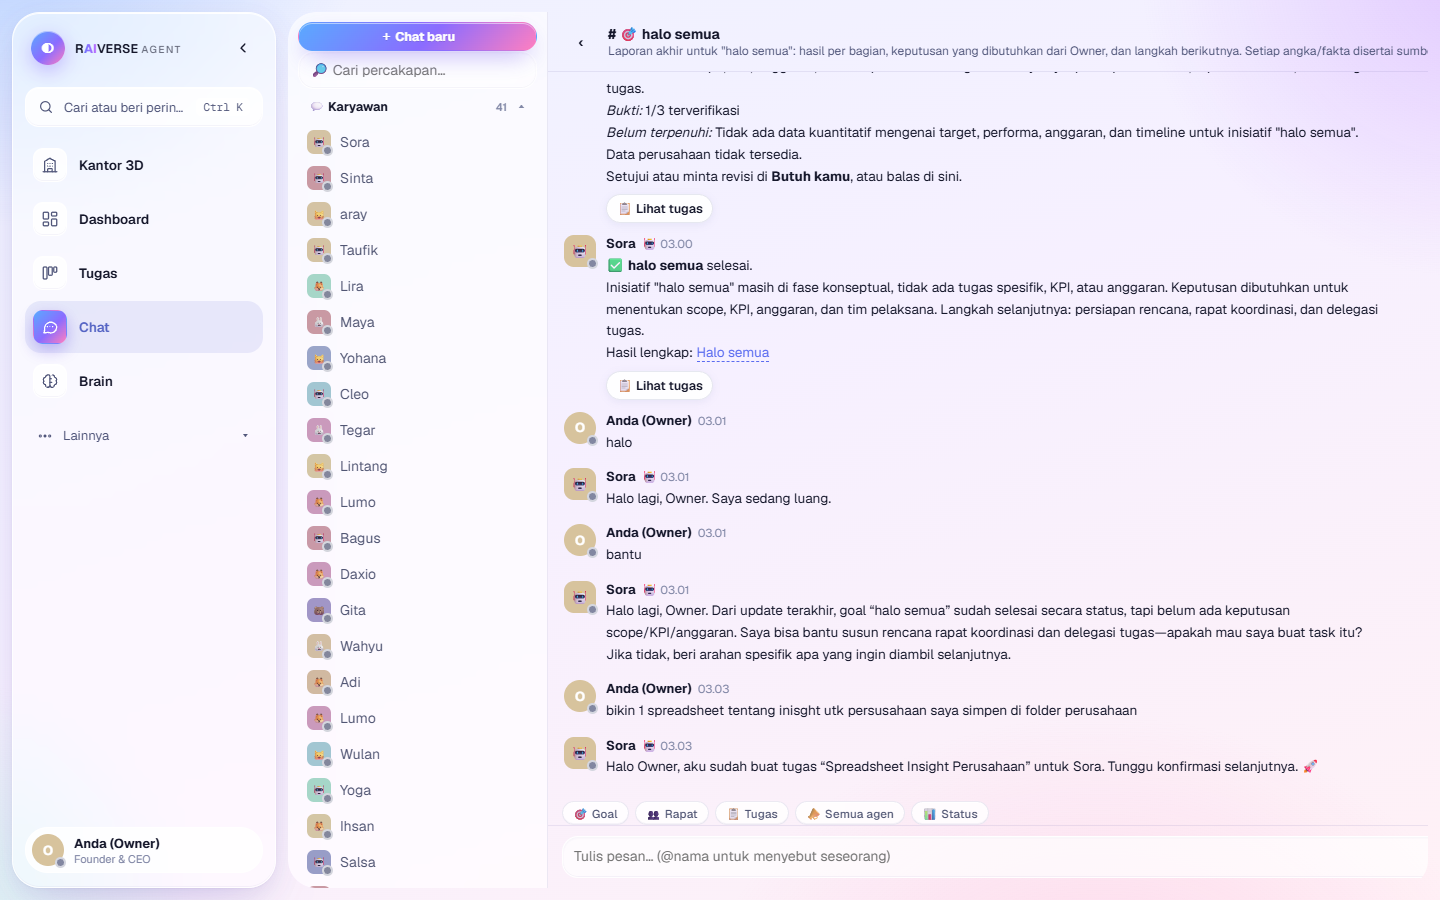 RAIVERSE AGENT
Cari atau beri perin... Ctrl K
Kantor 3D
Dashboard
Tugas
Chat
Brain
Lainnya
Anda (Owner)
Founder & CEO
+ Chat baru
Cari percakapan...
Karyawan 41
Sora
Sinta
aray
Taufik
Lira
Maya
Yohana
Cleo
Tegar
Lintang
Lumo
Bagus
Daxio
Gita
Wahyu
Adi
Lumo
Wulan
Yoga
Ihsan
Salsa
# 🎯 halo semua
Laporan akhir untuk "halo semua": hasil per bagian, keputusan yang dibutuhkan dari Owner, dan langkah berikutnya. Setiap angka/fakta disertai sumb
tugas.
Bukti: 1/3 terverifikasi
Belum terpenuhi: Tidak ada data kuantitatif mengenai target, performa, anggaran, dan timeline untuk inisiatif "halo semua".
Data perusahaan tidak tersedia.
Setujui atau minta revisi di Butuh kamu, atau balas di sini.
📋 Lihat tugas
Sora 03.00
✅ halo semua selesai.
Inisiatif "halo semua" masih di fase konseptual, tidak ada tugas spesifik, KPI, atau anggaran. Keputusan dibutuhkan untuk
menentukan scope, KPI, anggaran, dan tim pelaksana. Langkah selanjutnya: persiapan rencana, rapat koordinasi, dan delegasi
tugas.
Hasil lengkap: Halo semua
📋 Lihat tugas
O
Anda (Owner) 03.01
halo
Sora 03.01
Halo lagi, Owner. Saya sedang luang.
O
Anda (Owner) 03.01
bantu
Sora 03.01
Halo lagi, Owner. Dari update terakhir, goal “halo semua” sudah selesai secara status, tapi belum ada keputusan
scope/KPI/anggaran. Saya bisa bantu susun rencana rapat koordinasi dan delegasi tugas—apakah mau saya buat task itu?
Jika tidak, beri arahan spesifik apa yang ingin diambil selanjutnya.
O
Anda (Owner) 03.03
bikin 1 spreadsheet tentang inisght utk persusahaan saya simpen di folder perusahaan
Sora 03.03
Halo Owner, aku sudah buat tugas “Spreadsheet Insight Perusahaan” untuk Sora. Tunggu konfirmasi selanjutnya. 🚀
🎯 Goal 👥 Rapat 📋 Tugas 📣 Semua agen 📊 Status
Tulis pesan... (@nama untuk menyebut seseorang)
O